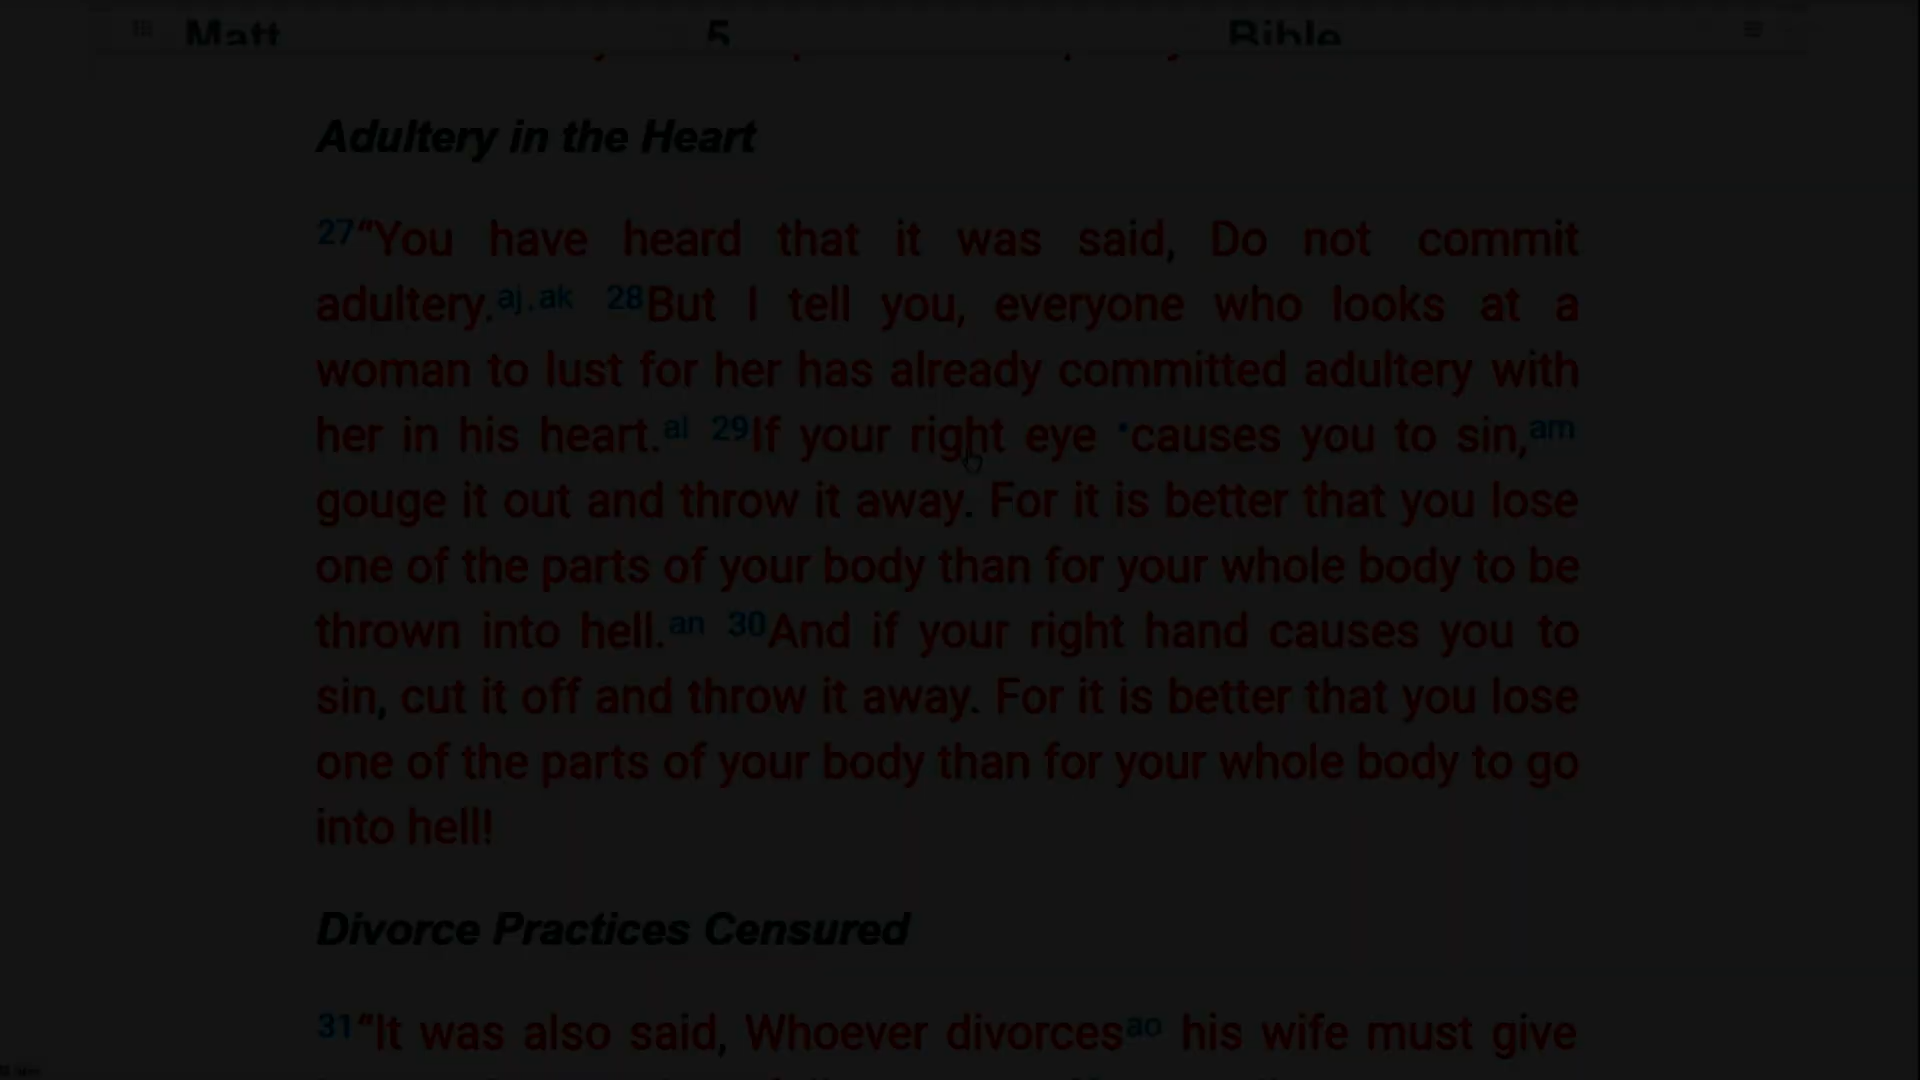 Matt 5 Bible
Adultery in the Heart
27“You have heard that it was said, Do not commit
adultery.aj,ak 28But I tell you, everyone who looks at a
woman to lust for her has already committed adultery with
her in his heart.al 29If your right eye •causes you to sin,am
gouge it out and throw it away. For it is better that you lose
one of the parts of your body than for your whole body to be
thrown into hell.an 30And if your right hand causes you to
sin, cut it off and throw it away. For it is better that you lose
one of the parts of your body than for your whole body to go
into hell!
Divorce Practices Censured
31“It was also said, Whoever divorcesao his wife must give